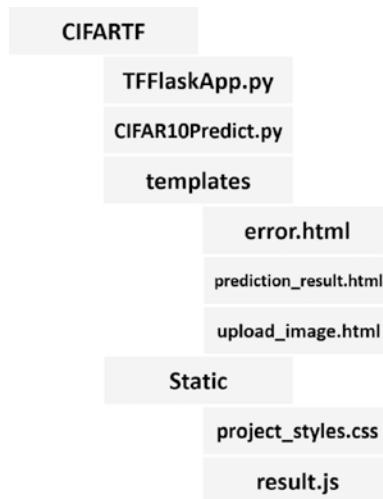 CIFARTF
TFFlaskApp.py
CIFAR10Predict.py
templates
error.html
prediction_result.html
upload_image.html
Static
project_styles.css
result.js